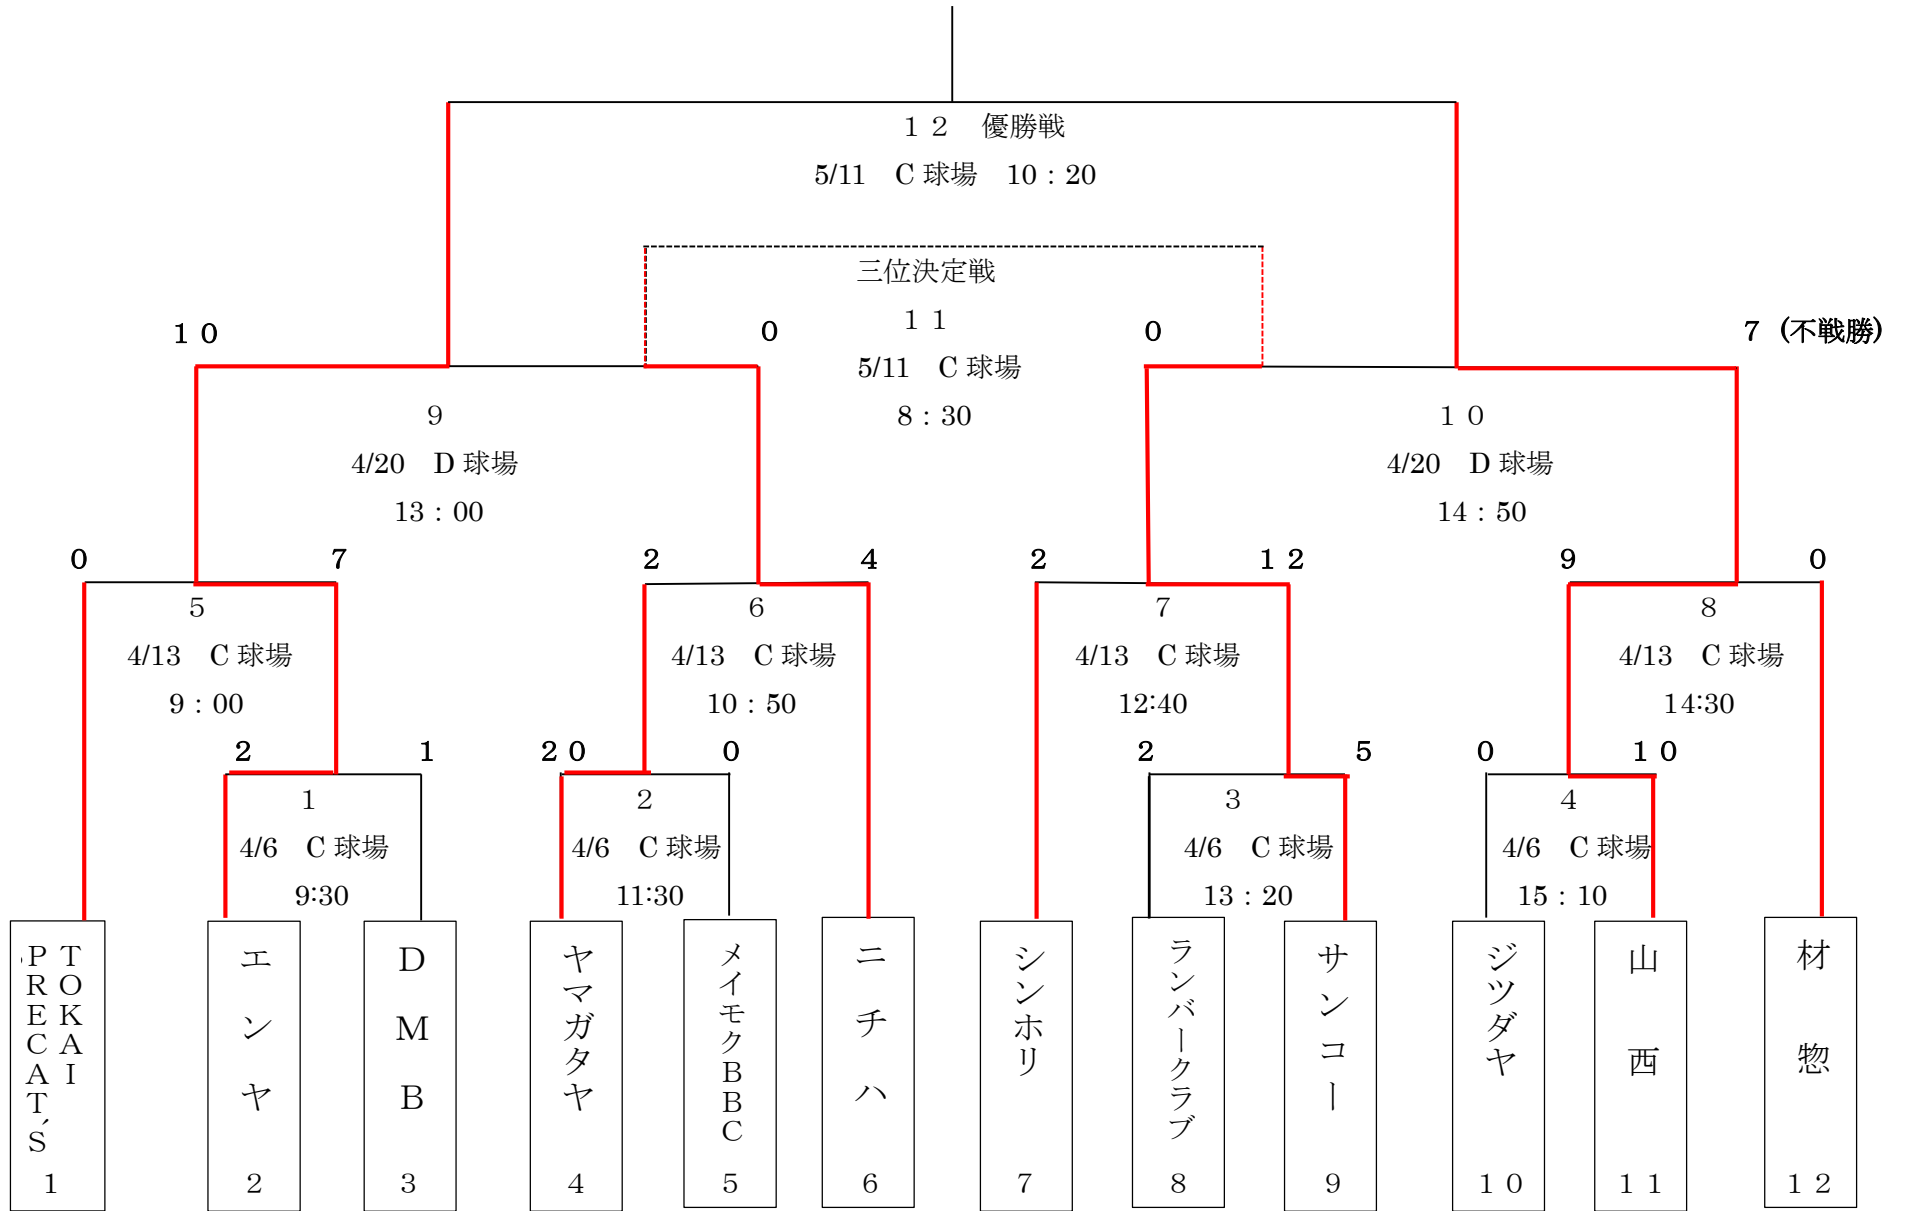 １２　優勝戦
5/11　C 球場　10：20
三位決定戦
１１
5/11　C 球場
8：30
１０
０
０
７ (不戦勝)
９
4/20　D 球場
13：00
１０
4/20　D 球場
14：50
０
７
２
４
２
１２
９
０
５
4/13　C 球場
9：00
６
4/13　C 球場
10：50
７
4/13　C 球場
12:40
８
4/13　C 球場
14:30
２
１
２０
０
２
５
０
１０
１
4/6　C 球場
9:30
２
4/6　C 球場
11:30
３
4/6　C 球場
13：20
４
4/6　C 球場
15：10
ＴＯＫＡＩ
ＰＲＥＣＡＴ´Ｓ
１
エンヤ
２
ＤＭＢ
３
ヤマガタヤ
４
メイモクＢＢＣ
５
ニチハ
６
シンホリ
７
ランバークラブ
８
サンコー
９
ジツダヤ
１０
山西
１１
材惣
１２